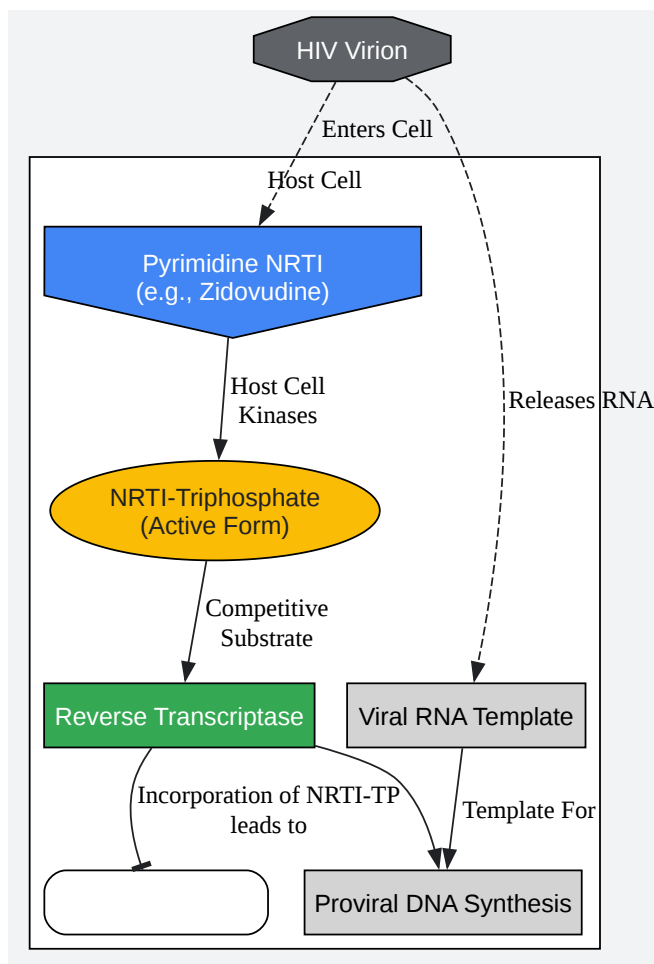 HIV Virion
Enters Cell
Host Cell
Pyrimidine NRTI
(e.g., Zidovudine)
Host Cell
Kinases
Releases RNA
NRTI-Triphosphate
(Active Form)
Competitive
Substrate
Reverse Transcriptase
Viral RNA Template
Incorporation of NRTI-TP
leads to
Template For
Proviral DNA Synthesis